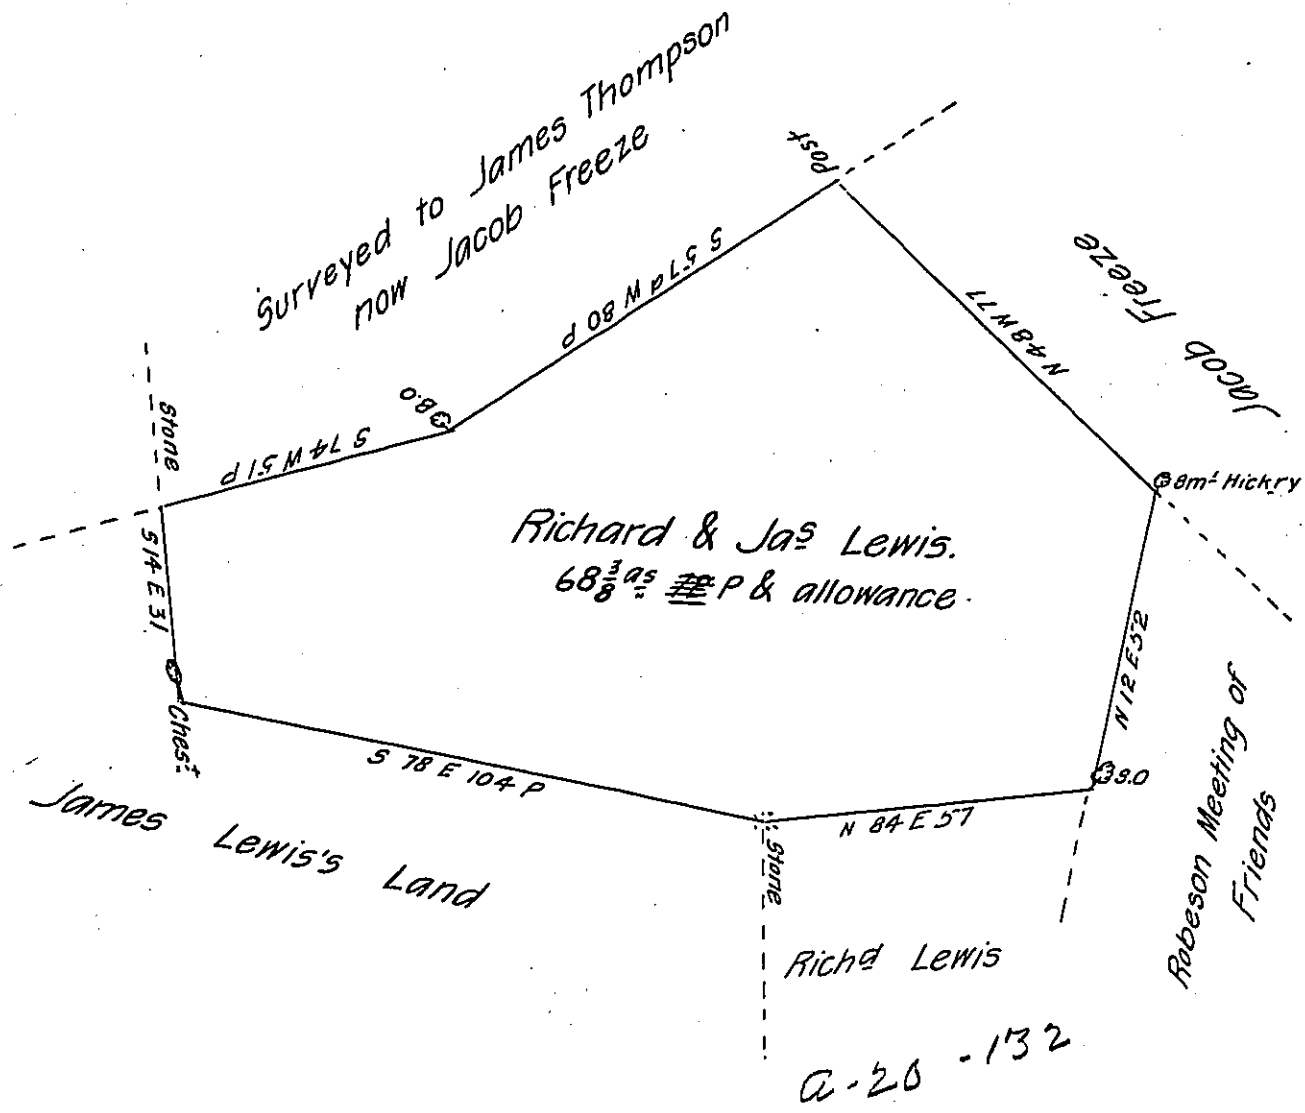 Surveyed to James Thompson
now Jacob Freeze
Post
S 57d W 80 P
N 48 W 77
Jacob Freeze
B.O
Stone
S 74 W 51 P
8mt Hickry
S 14 E 31
Richard & Jas Lewis.
68 3/8 as P & allowance.
N 12 E 52
Chest
S 78 E 104 P
S.O
N 84 E 57
James Lewis's Land
Stone
Richd Lewis
Robeson Meeting of
Friends
a-20-132